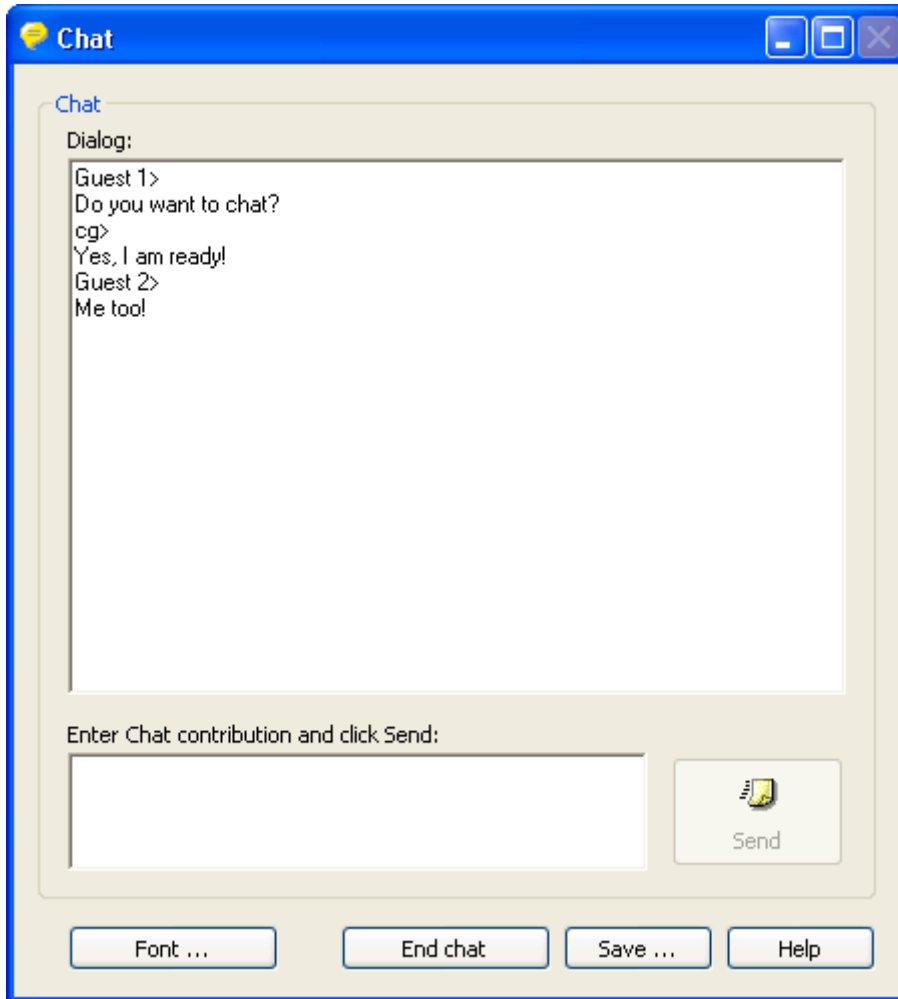 Chat
Chat
Dialog:
Guest 1>
Do you want to chat?
cg>
Yes, I am ready!
Guest 2>
Me too!
Enter Chat contribution and click Send:
Send
Font ...
End chat
Save ...
Help